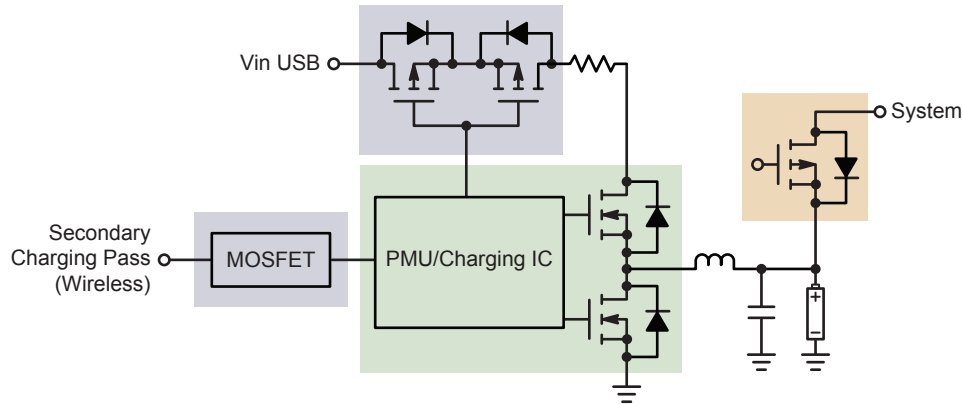 Vin USB
System
Secondary
Charging Pass
(Wireless)
MOSFET
PMU/Charging IC
+
−